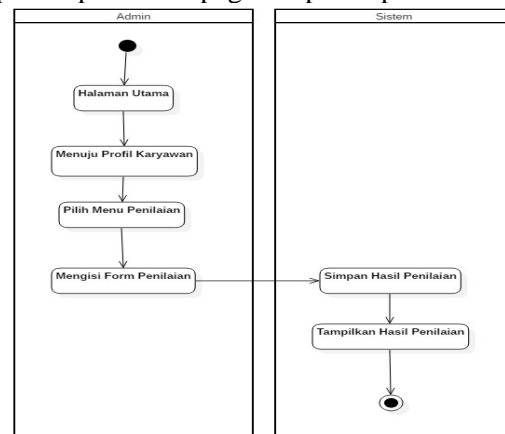 Admin
Sistem
Halaman Utama
Menuju Profil Karyawan
Pilih Menu Penilaian
Mengisi Form Penilaian
Simpan Hasil Penilaian
Tampilkan Hasil Penilaian